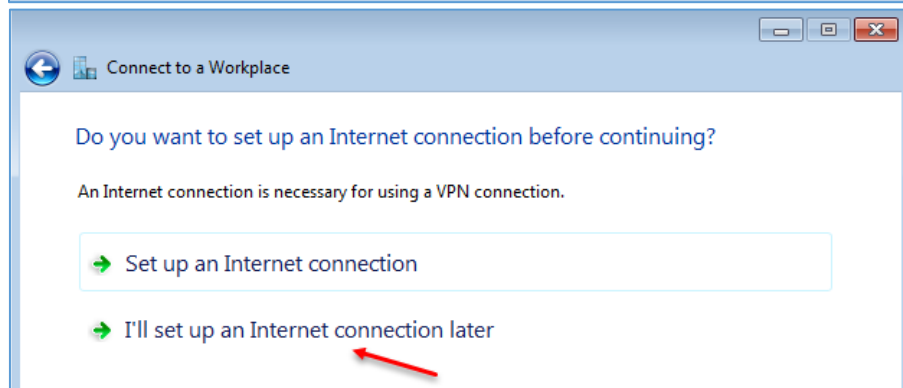 Connect to a Workplace
Do you want to set up an Internet connection before continuing?
An Internet connection is necessary for using a VPN connection.
Set up an Internet connection
I'll set up an Internet connection later